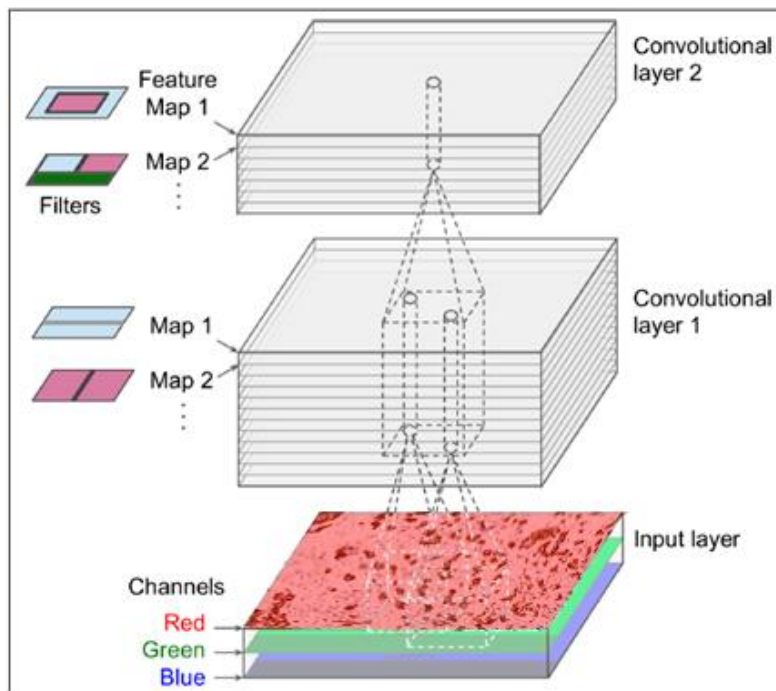 Convolutional
layer 2
Feature
Map 1
Map 2
Filters
Convolutional
layer 1
Map 1
Map 2
Input layer
Channels
Red
Green
Blue